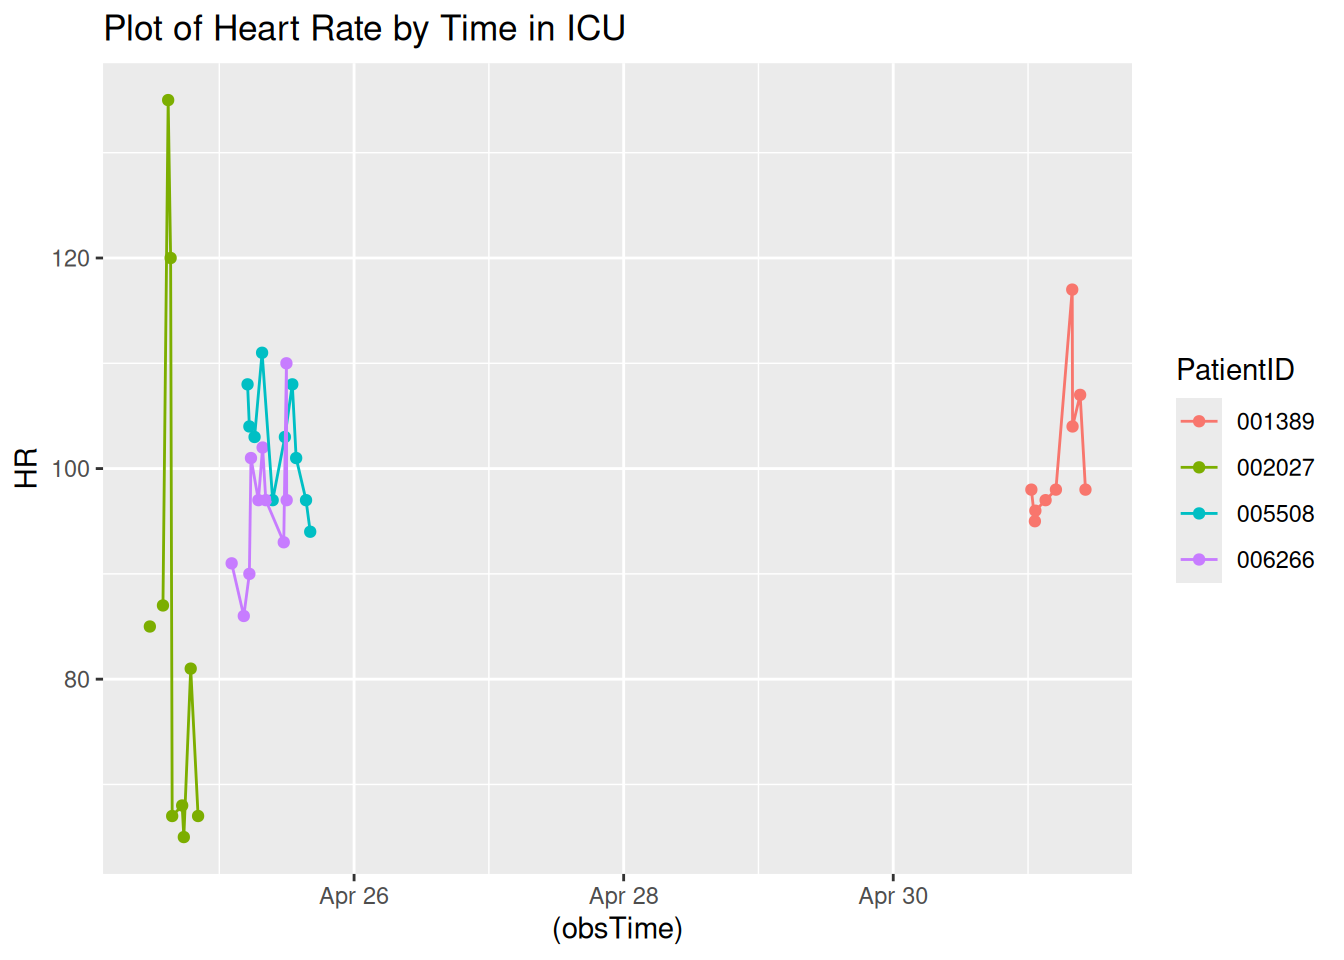 Plot of Heart Rate by Time in ICU
HR
120
100
80
Apr 26
Apr 28
Apr 30
(obsTime)
PatientID
001389
002027
005508
006266